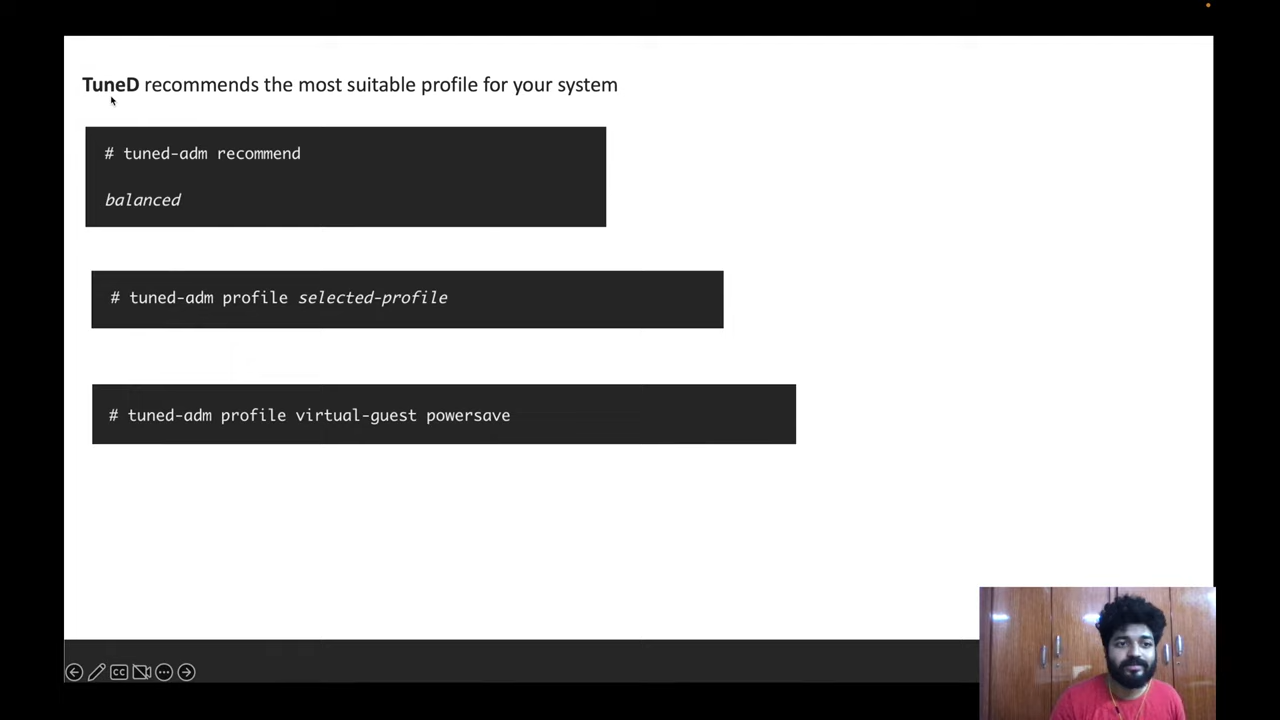 TuneD recommends the most suitable profile for your system
# tuned-adm recommend
balanced
# tuned-adm profile selected-profile
# tuned-adm profile virtual-guest powersave
CC